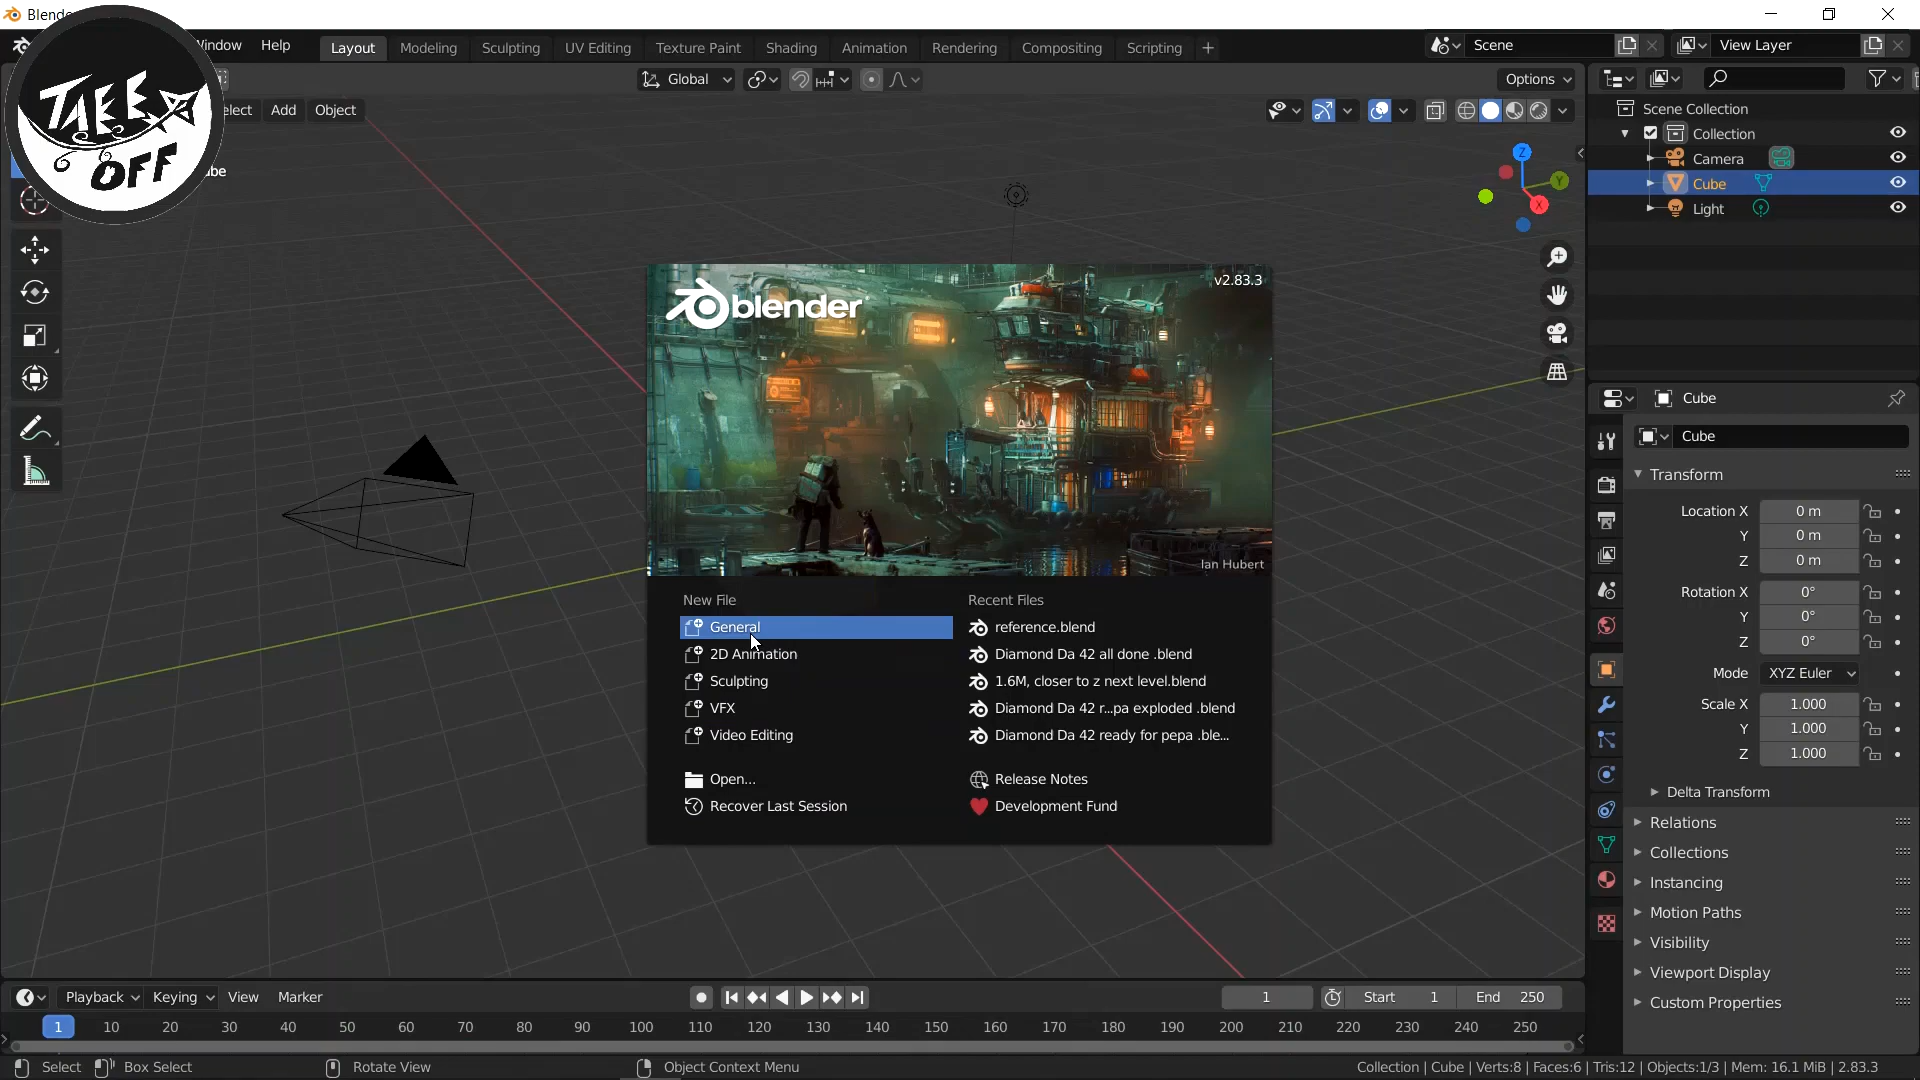 Blende
Window Help Layout Modeling Sculpting UV Editing Texture Paint Shading Animation Rendering Compositing Scripting + Scene View Layer
TAEE OFF
Global Options
elect Add Object
ube
Z
Y
X
Scene Collection
Collection
Camera
Cube
Light
Cube
Cube
Transform
Location X 0 m
Y 0 m
Z 0 m
Rotation X 0°
Y 0°
Z 0°
Mode XYZ Euler
Scale X 1.000
Y 1.000
Z 1.000
Delta Transform
Relations
Collections
Instancing
Motion Paths
Visibility
Viewport Display
Custom Properties
v2.83.3
blender
Ian Hubert
New File
General
2D Animation
Sculpting
VFX
Video Editing
Open...
Recover Last Session
Recent Files
reference.blend
Diamond Da 42 all done .blend
1.6M, closer to z next level.blend
Diamond Da 42 r...pa exploded .blend
Diamond Da 42 ready for pepa .ble...
Release Notes
Development Fund
Playback Keying View Marker 1 Start 1 End 250
1 10 20 30 40 50 60 70 80 90 100 110 120 130 140 150 160 170 180 190 200 210 220 230 240 250
Select Box Select Rotate View Object Context Menu Collection | Cube | Verts:8 | Faces:6 | Tris:12 | Objects:1/3 | Mem: 16.1 MiB | 2.83.3